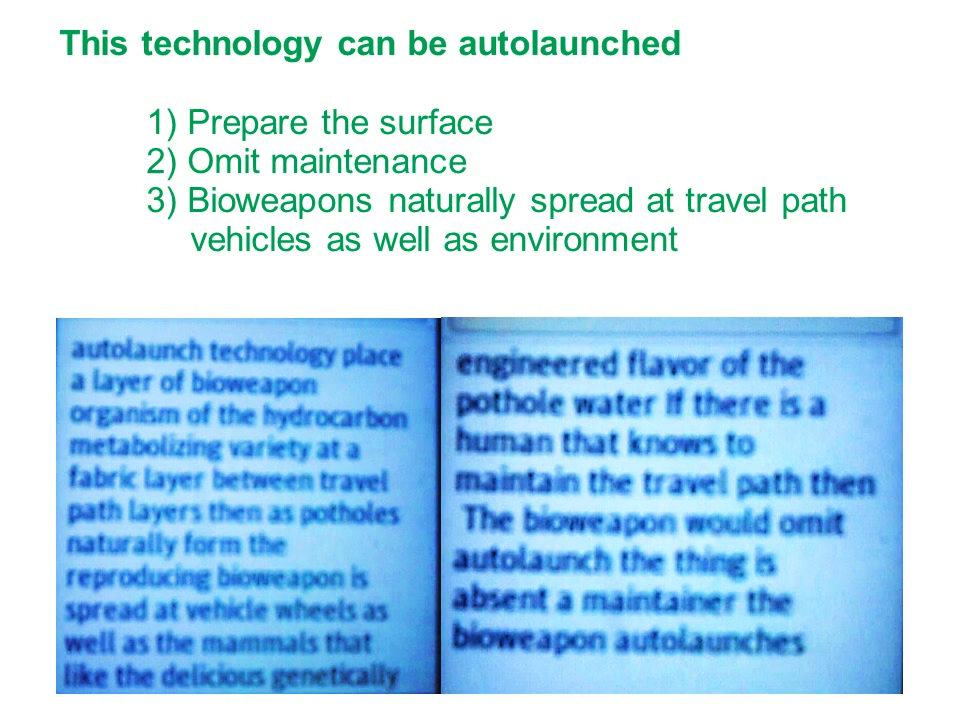 This technology can be autolaunched
1) Prepare the surface
2) Omit maintenance
3) Bioweapons naturally spread at travel path
vehicles as well as environment
autolaunch technology place
a layer of bioweapon
organism of the hydrocarbon
metabolizing variety at a
fabric layer between travel
path layers then as potholes
naturally form the
reproducing bioweapon is
spread at vehicle wheels as
well as the mammals that
like the delicious genetically
engineered flavor of the
pothole water If there is a
human that knows to
maintain the travel path then
The bioweapon would omit
autolaunch the thing is
absent a maintainer the
bioweapon autolaunches